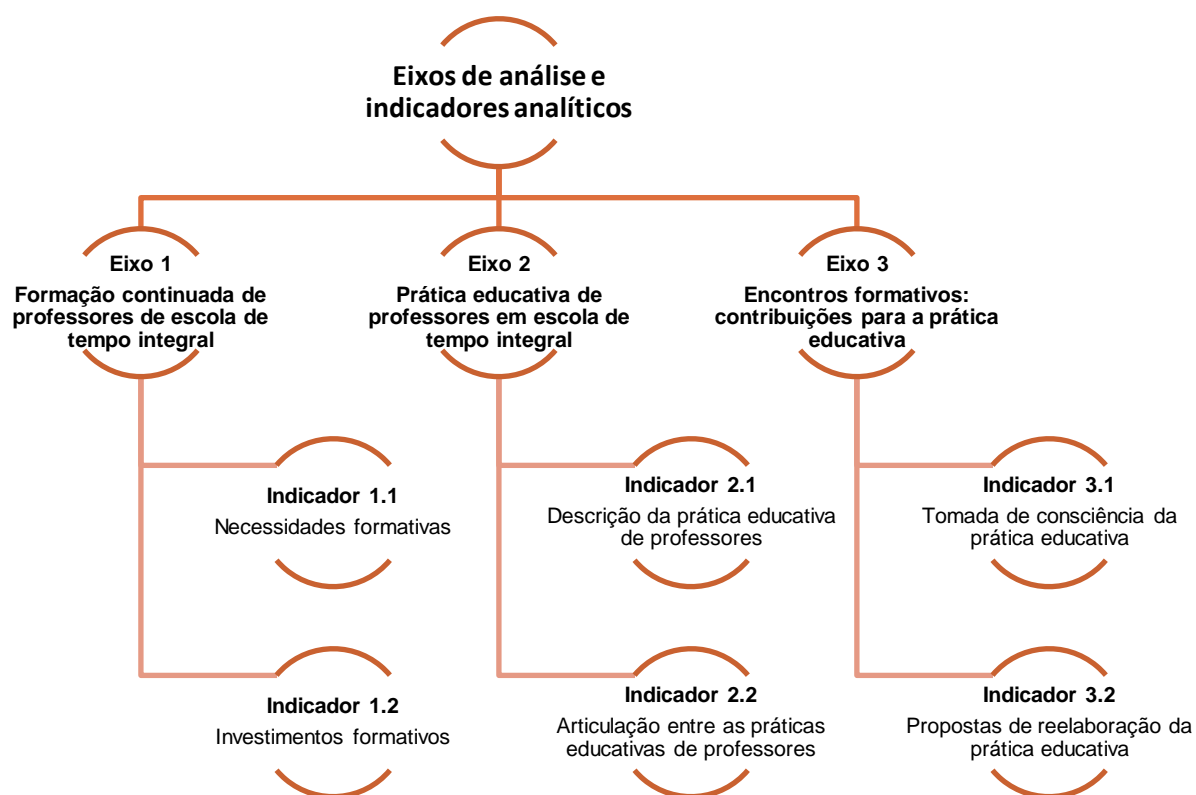 Eixos de análise e
indicadores analíticos
Eixo 1
Formação continuada de
professores de escola de
tempo integral
Eixo 2
Prática educativa de
professores em escola de
tempo integral
Eixo 3
Encontros formativos:
contribuições para a prática
educativa
Indicador 1.1
Necessidades formativas
Indicador 2.1
Descrição da prática educativa
de professores
Indicador 3.1
Tomada de consciência da
prática educativa
Indicador 1.2
Investimentos formativos
Indicador 2.2
Articulação entre as práticas
educativas de professores
Indicador 3.2
Propostas de reelaboração da
prática educativa